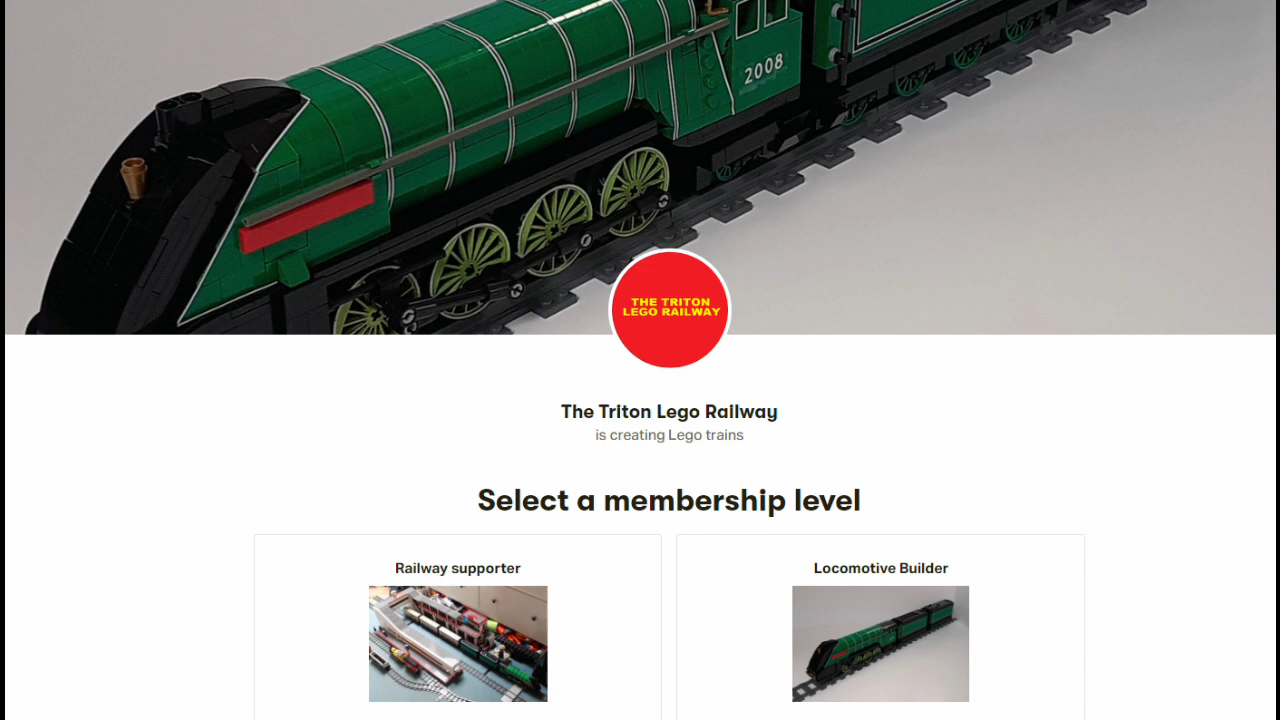 2008
THE TRITON
LEGO RAILWAY
The Triton Lego Railway
is creating Lego trains
Select a membership level
Railway supporter
Locomotive Builder